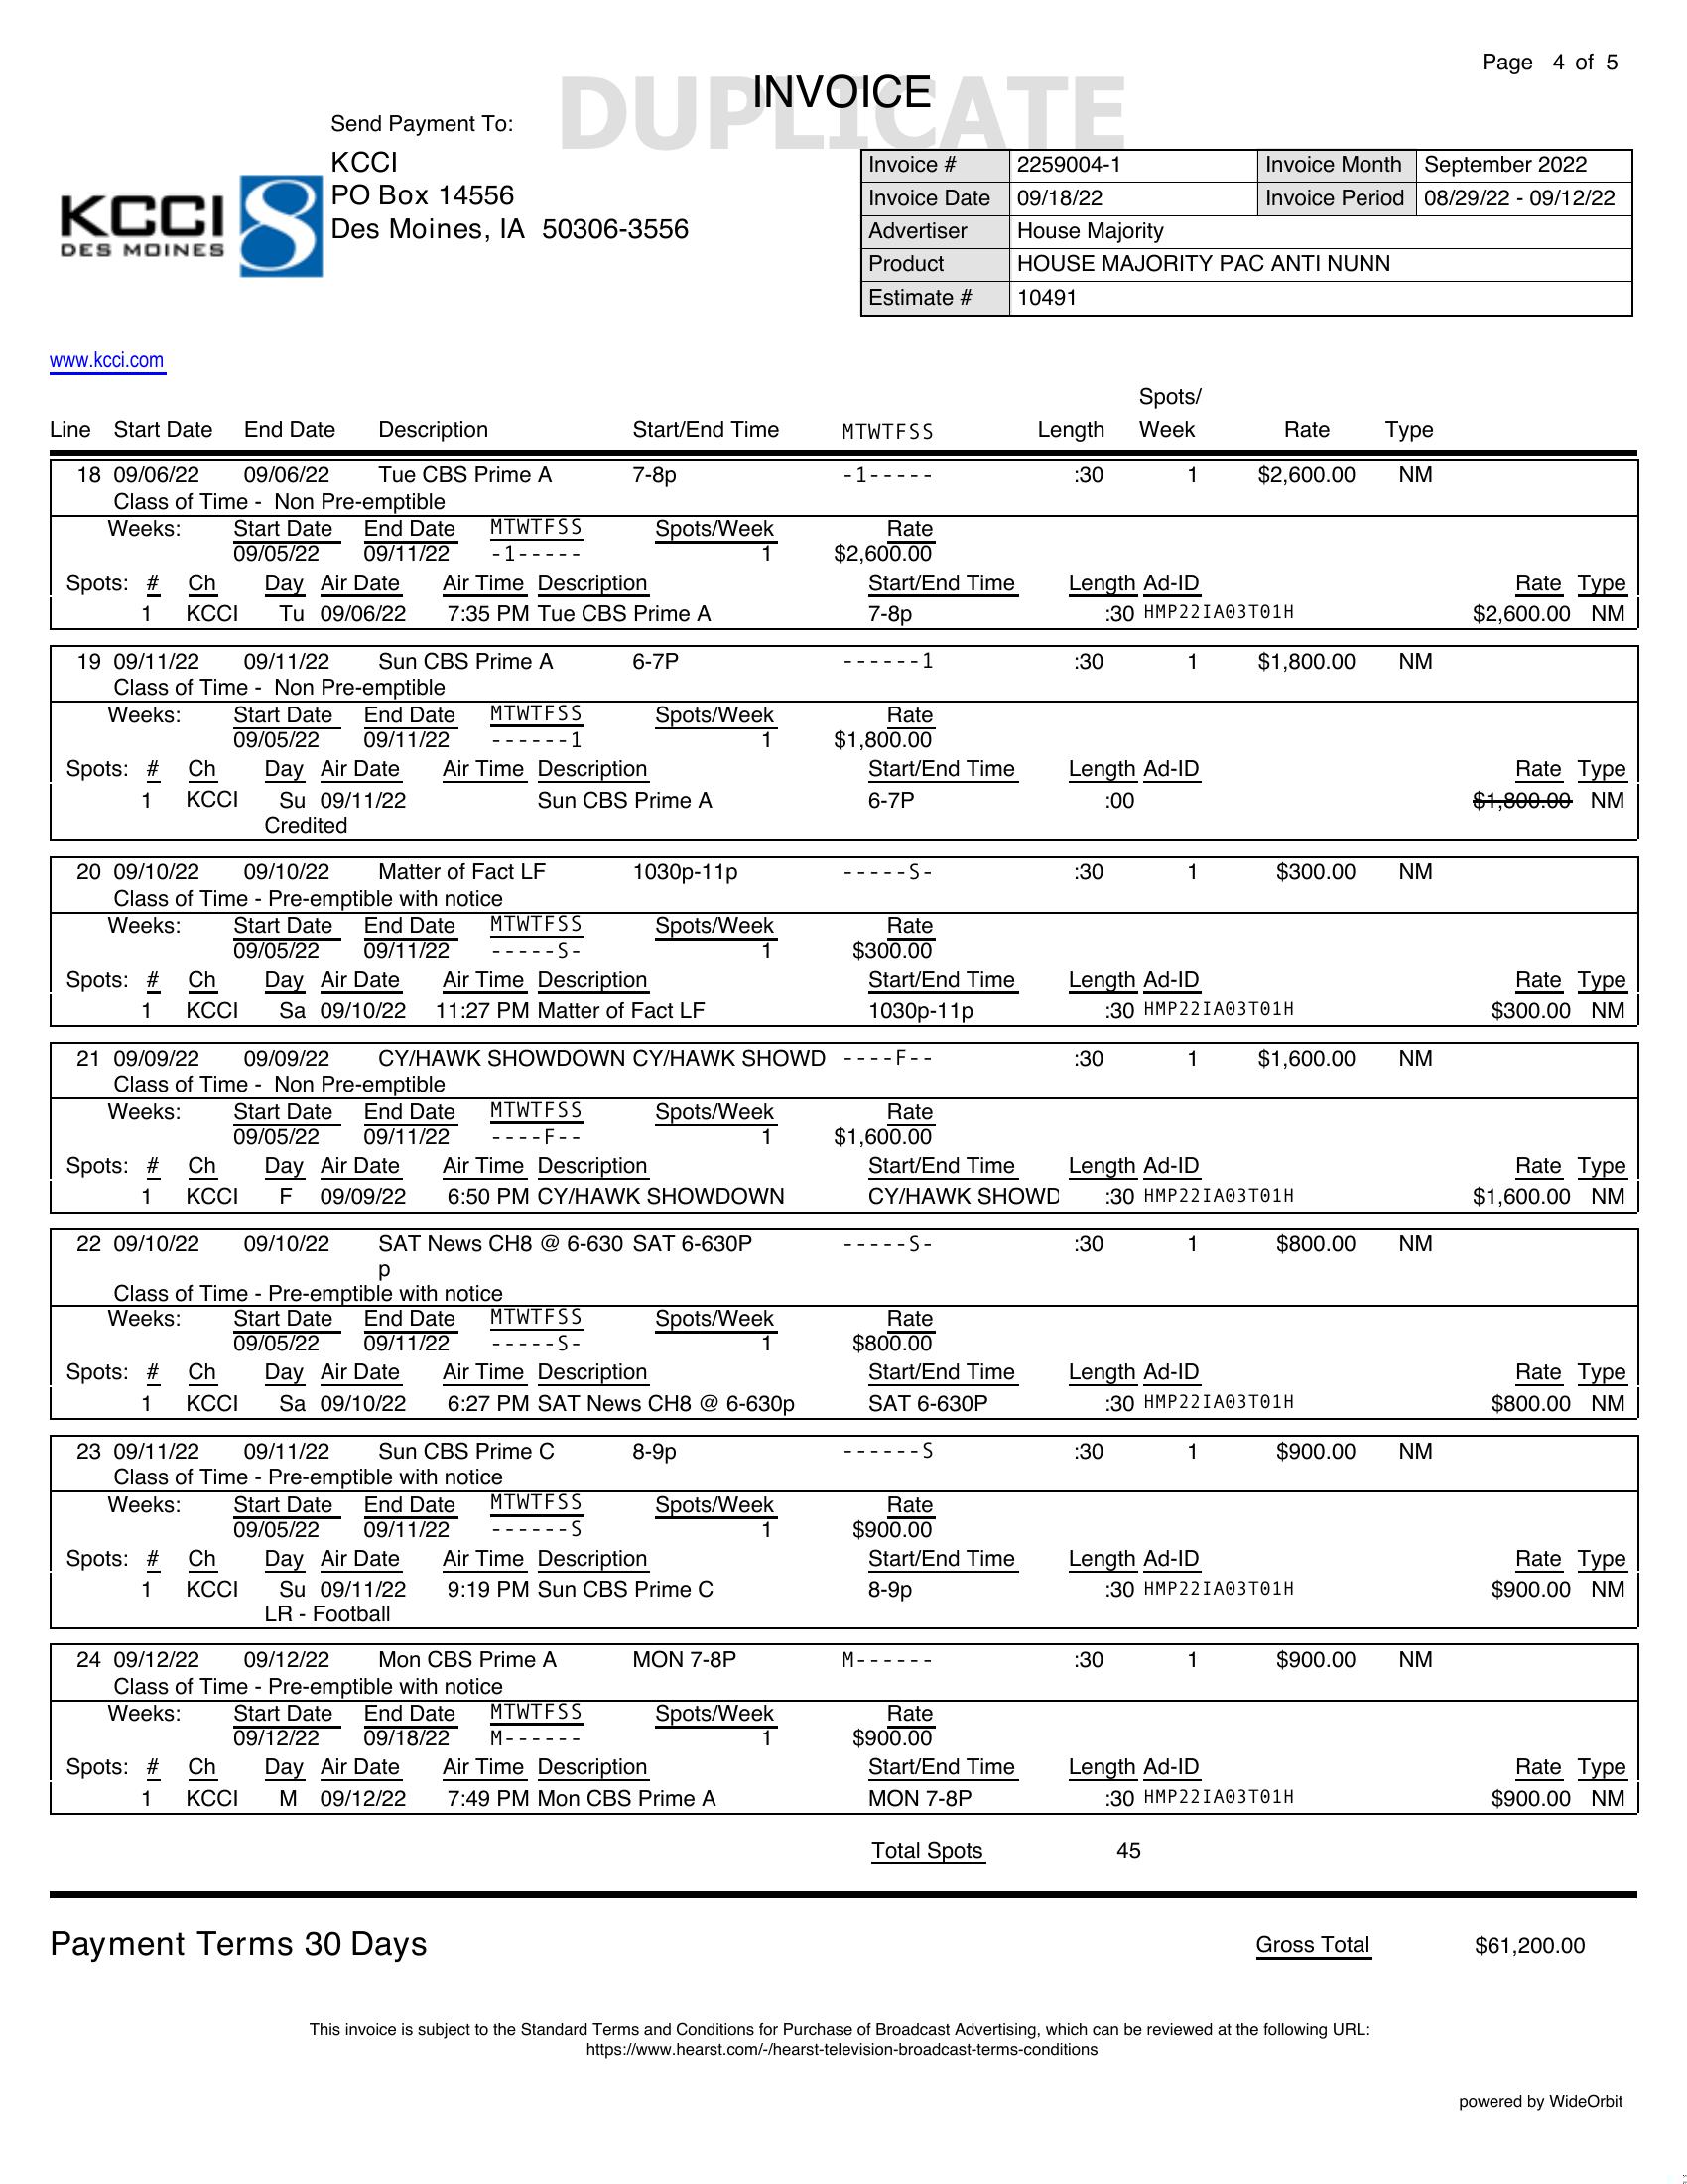 Page 4 of 5
DUPLICATE
INVOICE
Send Payment To:
KCCI
PO Box 14556
Des Moines, IA 50306-3556
KCCI 8
DES MOINES
Invoice # 2259004-1 Invoice Month September 2022
Invoice Date 09/18/22 Invoice Period 08/29/22 - 09/12/22
Advertiser House Majority
Product HOUSE MAJORITY PAC ANTI NUNN
Estimate # 10491
www.kcci.com
Spots/
Line Start Date End Date Description Start/End Time MTWTFSS Length Week Rate Type
18 09/06/22 09/06/22 Tue CBS Prime A 7-8p -1----- :30 1 $2,600.00 NM
Class of Time - Non Pre-emptible
Weeks: Start Date End Date MTWTFSS Spots/Week Rate
09/05/22 09/11/22 -1----- 1 $2,600.00
Spots: # Ch Day Air Date Air Time Description Start/End Time Length Ad-ID Rate Type
1 KCCI Tu 09/06/22 7:35 PM Tue CBS Prime A 7-8p :30 HMP22IA03T01H $2,600.00 NM
19 09/11/22 09/11/22 Sun CBS Prime A 6-7P ------1 :30 1 $1,800.00 NM
Class of Time - Non Pre-emptible
Weeks: Start Date End Date MTWTFSS Spots/Week Rate
09/05/22 09/11/22 ------1 1 $1,800.00
Spots: # Ch Day Air Date Air Time Description Start/End Time Length Ad-ID Rate Type
1 KCCI Su 09/11/22 Sun CBS Prime A 6-7P :00 $1,800.00 NM
Credited
20 09/10/22 09/10/22 Matter of Fact LF 1030p-11p -----S- :30 1 $300.00 NM
Class of Time - Pre-emptible with notice
Weeks: Start Date End Date MTWTFSS Spots/Week Rate
09/05/22 09/11/22 -----S- 1 $300.00
Spots: # Ch Day Air Date Air Time Description Start/End Time Length Ad-ID Rate Type
1 KCCI Sa 09/10/22 11:27 PM Matter of Fact LF 1030p-11p :30 HMP22IA03T01H $300.00 NM
21 09/09/22 09/09/22 CY/HAWK SHOWDOWN CY/HAWK SHOWD ----F-- :30 1 $1,600.00 NM
Class of Time - Non Pre-emptible
Weeks: Start Date End Date MTWTFSS Spots/Week Rate
09/05/22 09/11/22 ----F-- 1 $1,600.00
Spots: # Ch Day Air Date Air Time Description Start/End Time Length Ad-ID Rate Type
1 KCCI F 09/09/22 6:50 PM CY/HAWK SHOWDOWN CY/HAWK SHOWD :30 HMP22IA03T01H $1,600.00 NM
22 09/10/22 09/10/22 SAT News CH8 @ 6-630 SAT 6-630P -----S- :30 1 $800.00 NM
p
Class of Time - Pre-emptible with notice
Weeks: Start Date End Date MTWTFSS Spots/Week Rate
09/05/22 09/11/22 -----S- 1 $800.00
Spots: # Ch Day Air Date Air Time Description Start/End Time Length Ad-ID Rate Type
1 KCCI Sa 09/10/22 6:27 PM SAT News CH8 @ 6-630p SAT 6-630P :30 HMP22IA03T01H $800.00 NM
23 09/11/22 09/11/22 Sun CBS Prime C 8-9p ------S :30 1 $900.00 NM
Class of Time - Pre-emptible with notice
Weeks: Start Date End Date MTWTFSS Spots/Week Rate
09/05/22 09/11/22 ------S 1 $900.00
Spots: # Ch Day Air Date Air Time Description Start/End Time Length Ad-ID Rate Type
1 KCCI Su 09/11/22 9:19 PM Sun CBS Prime C 8-9p :30 HMP22IA03T01H $900.00 NM
LR - Football
24 09/12/22 09/12/22 Mon CBS Prime A MON 7-8P M------ :30 1 $900.00 NM
Class of Time - Pre-emptible with notice
Weeks: Start Date End Date MTWTFSS Spots/Week Rate
09/12/22 09/18/22 M------ 1 $900.00
Spots: # Ch Day Air Date Air Time Description Start/End Time Length Ad-ID Rate Type
1 KCCI M 09/12/22 7:49 PM Mon CBS Prime A MON 7-8P :30 HMP22IA03T01H $900.00 NM
Total Spots 45
Payment Terms 30 Days Gross Total $61,200.00
This invoice is subject to the Standard Terms and Conditions for Purchase of Broadcast Advertising, which can be reviewed at the following URL:
https://www.hearst.com/-/hearst-television-broadcast-terms-conditions
powered by WideOrbit